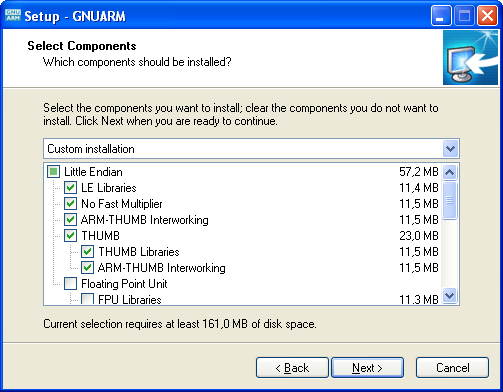 GNU
ARM
Setup - GNUARM
Select Components
Which components should be installed?
Select the components you want to install; clear the components you do not want to
install. Click Next when you are ready to continue.
Custom installation
Little Endian 57,2 MB
LE Libraries 11,4 MB
No Fast Multiplier 11,5 MB
ARM-THUMB Interworking 11,5 MB
THUMB 23,0 MB
THUMB Libraries 11,5 MB
ARM-THUMB Interworking 11,5 MB
Floating Point Unit
FPU Libraries 11,3 MB
Current selection requires at least 161,0 MB of disk space.
< Back Next > Cancel